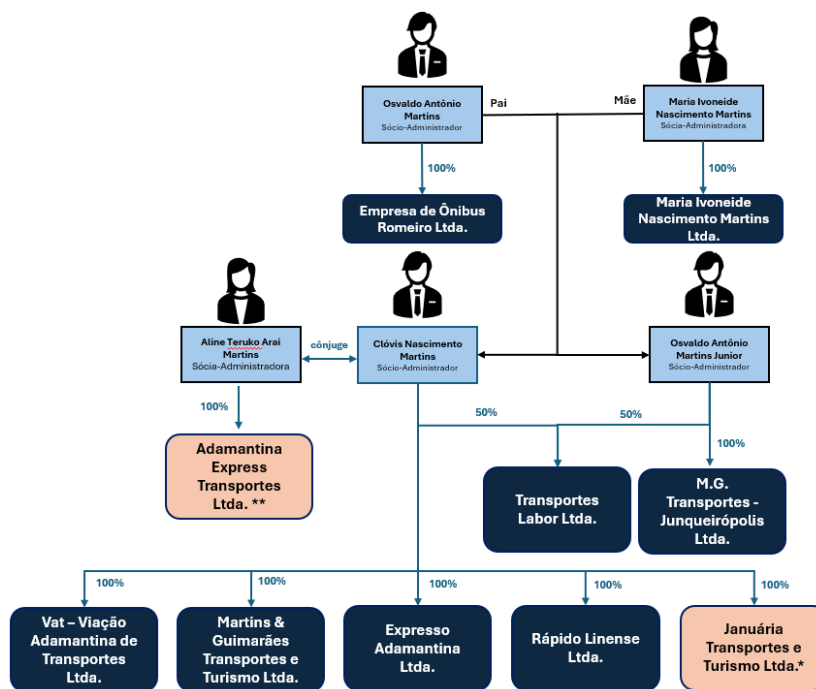 Osvaldo Antônio
Martins
Sócio-Administrador
Pai
Mãe
Maria Ivoneide
Nascimento Martins
Sócia-Administradora
100%
100%
Empresa de Ônibus
Romeiro Ltda.
Maria Ivoneide
Nascimento Martins
Ltda.
Aline Teruko Arai
Martins
Sócia-Administradora
cônjuge
Clóvis Nascimento
Martins
Sócio-Administrador
Osvaldo Antônio
Martins Junior
Sócio-Administrador
100%
50%
50%
100%
Adamantina
Express
Transportes
Ltda. **
Transportes
Labor Ltda.
M.G.
Transportes -
Junqueirópolis
Ltda.
100%
100%
100%
100%
100%
Vat – Viação
Adamantina de
Transportes
Ltda.
Martins &
Guimarães
Transportes e
Turismo Ltda.
Expresso
Adamantina
Ltda.
Rápido Linense
Ltda.
Januária
Transportes e
Turismo Ltda.*